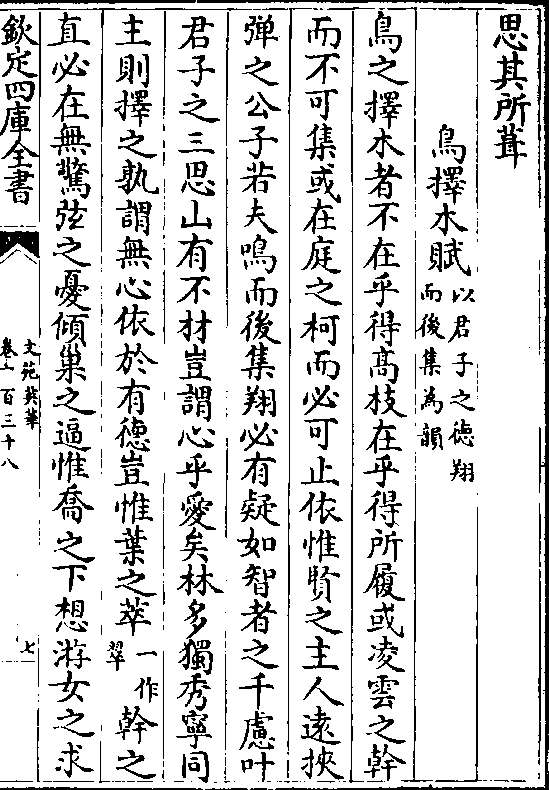 思其所葺
鳥擇木賦以君子之德翔
而後集為韻
鳥之擇木者不在乎得高枝在乎得所履或凌雲之幹
而不可集或在庭之柯而必可止依惟賢之主人遠挾
弹之公子若夫鳴而後集翔必有疑如智者之千慮叶
君子之三思山有不材豈謂心乎愛矣林多獨秀寧同
主則擇之孰謂無心依於有德豈惟葉之萃一作
翠幹之
直必在無驚弦之憂傾巢之逼惟喬之下想游女之求
欽定四庫全書
文苑英華
卷一百三十八
七